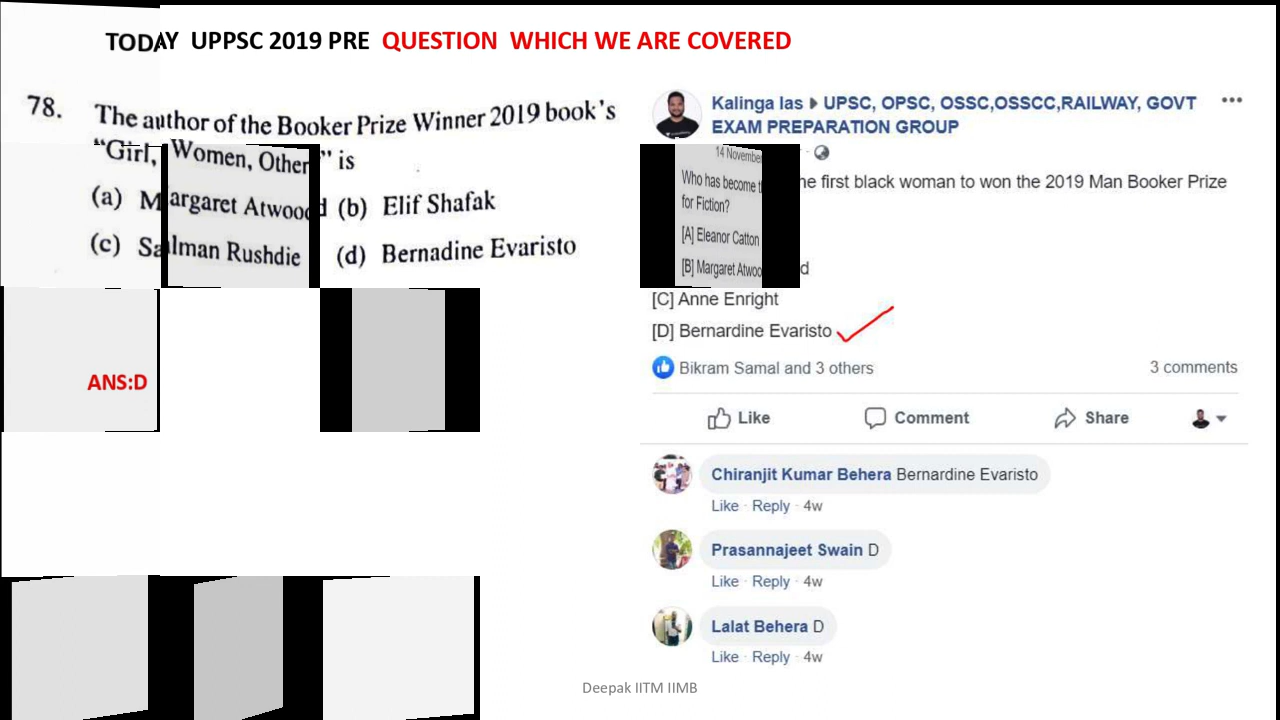 TODAY UPPSC 2019 PRE QUESTION WHICH WE ARE COVERED
78. The author of the Booker Prize Winner 2019 book's
"Girl, Women, Other" is
(a) Margaret Atwood (b) Elif Shafak
(c) Salman Rushdie (d) Bernadine Evaristo
ANS:D
Kalinga Ias ▸ UPSC, OPSC, OSSC,OSSCC,RAILWAY, GOVT
EXAM PREPARATION GROUP
14 November ·
Who has become the first black woman to won the 2019 Man Booker Prize
for Fiction?
[A] Eleanor Catton
[B] Margaret Atwood
[C] Anne Enright
[D] Bernardine Evaristo
Bikram Samal and 3 others 3 comments
Like Comment Share
Chiranjit Kumar Behera Bernardine Evaristo
Like · Reply · 4w
Prasannajeet Swain D
Like · Reply · 4w
Lalat Behera D
Like · Reply · 4w
Deepak IITM IIMB